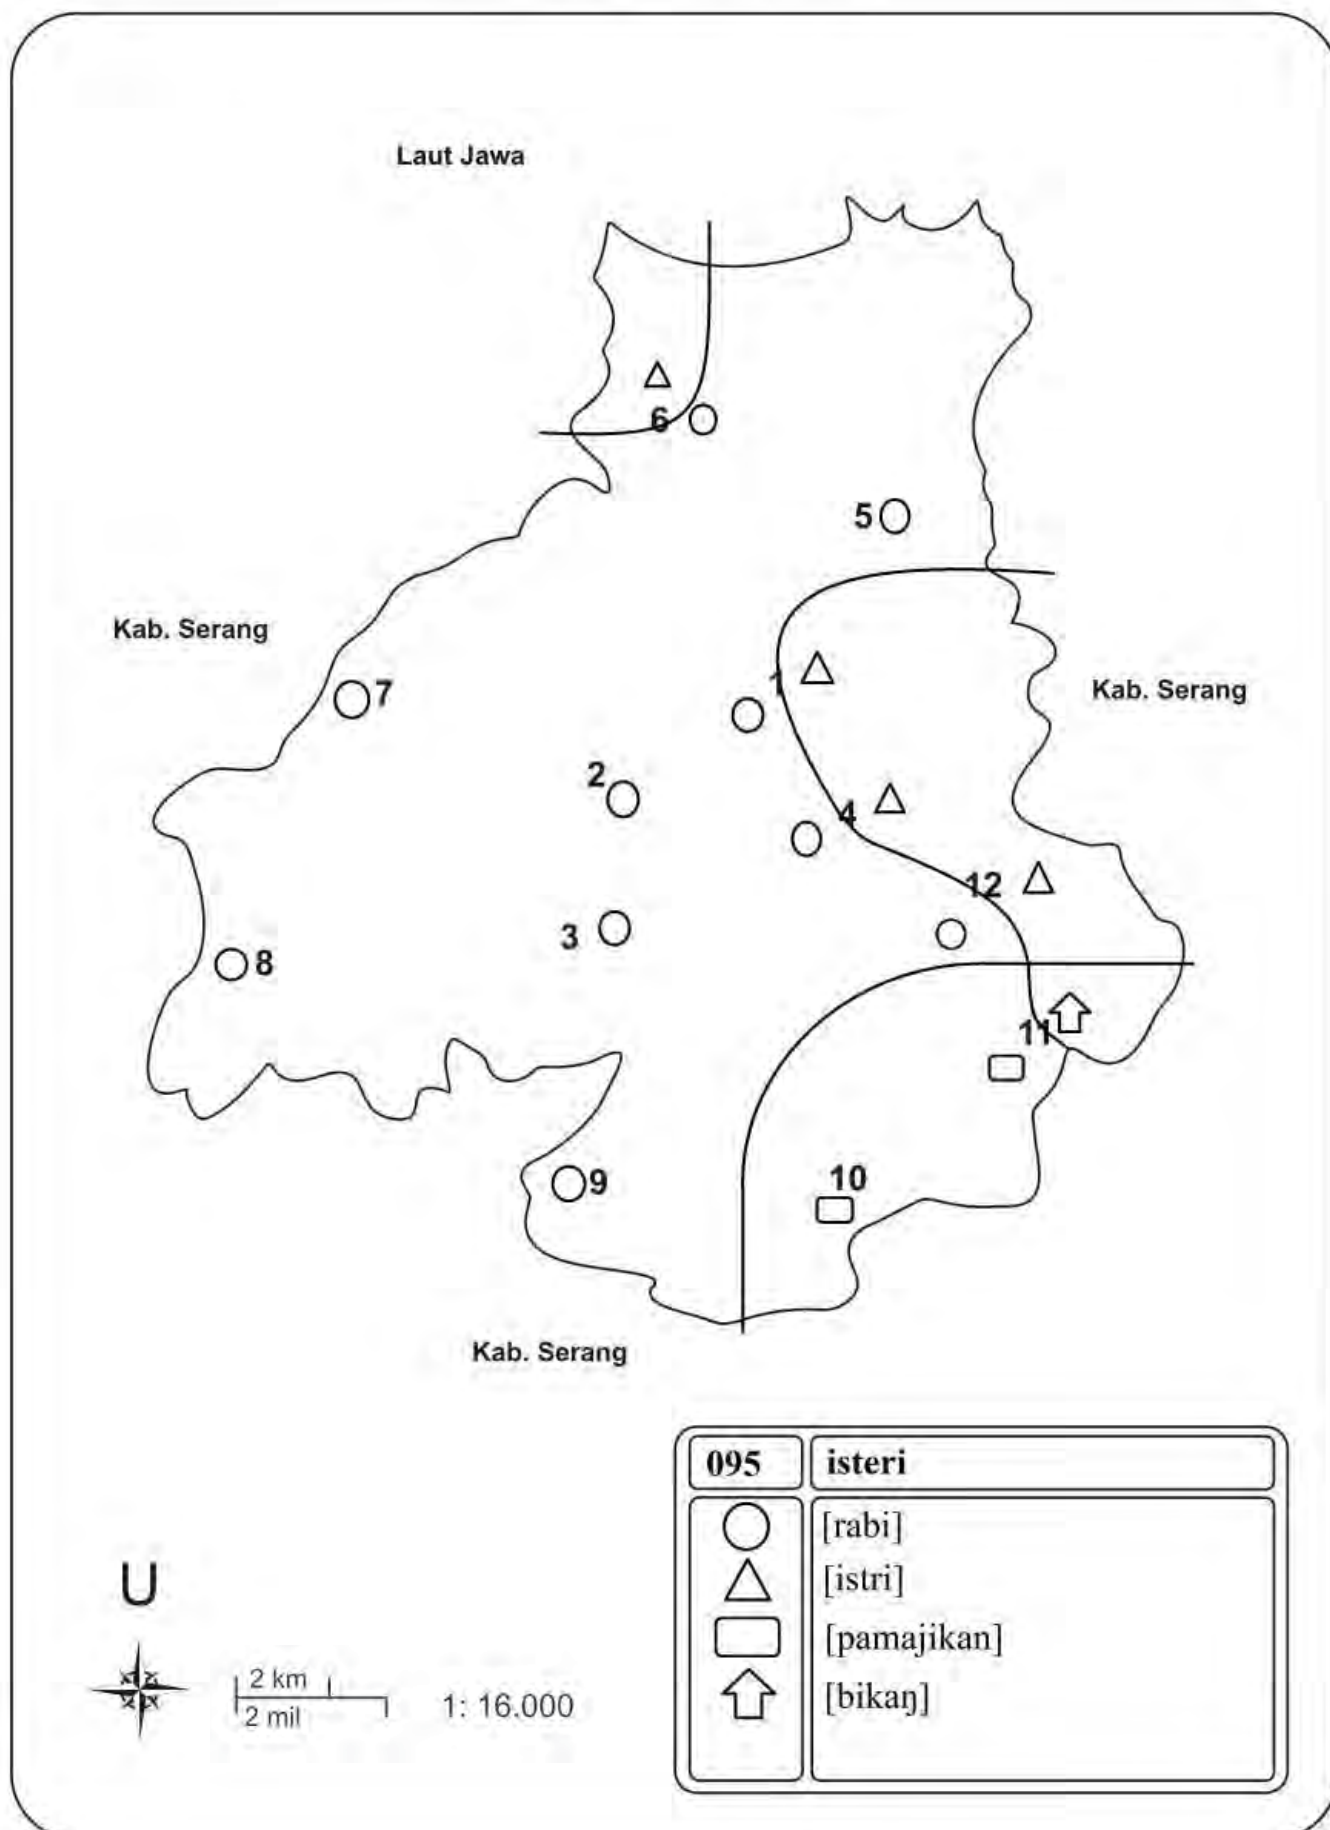 Laut Jawa
6
5
Kab. Serang
7
1
Kab. Serang
2
4
12
3
8
11
10
9
Kab. Serang
095 isteri
[rabi]
[istri]
[pamajikan]
[bikaŋ]
U
2 km
2 mil
1: 16.000